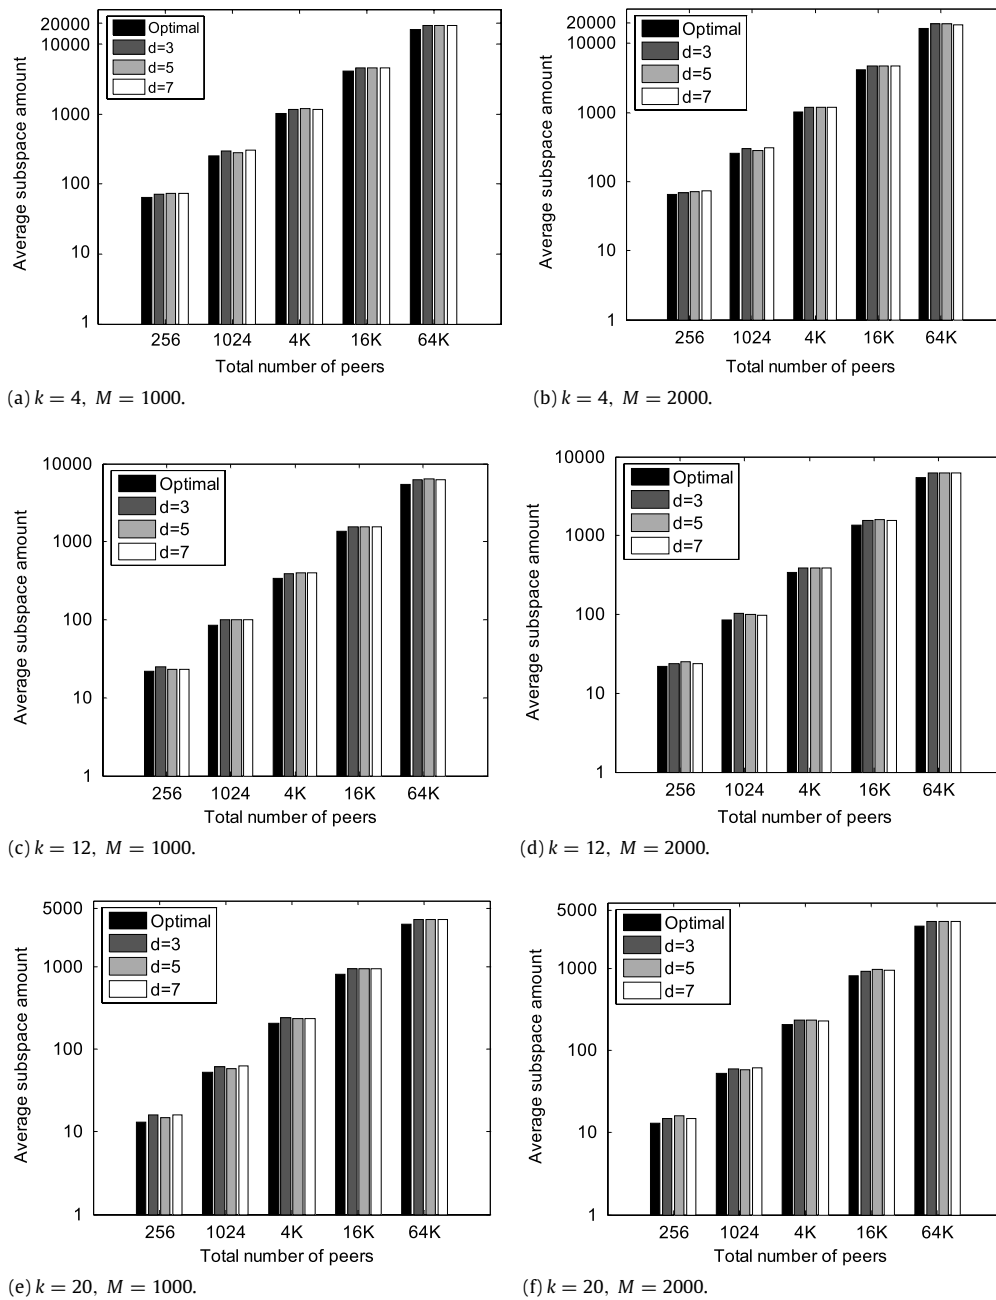 20000
10000
1000
100
10
1
Average subspace amount
Optimal
d=3
d=5
d=7
256 1024 4K 16K 64K
Total number of peers
(a) k = 4, M = 1000.
20000
10000
1000
100
10
1
Average subspace amount
Optimal
d=3
d=5
d=7
256 1024 4K 16K 64K
Total number of peers
(b) k = 4, M = 2000.
10000
1000
100
10
1
Average subspace amount
Optimal
d=3
d=5
d=7
256 1024 4K 16K 64K
Total number of peers
(c) k = 12, M = 1000.
10000
1000
100
10
1
Average subspace amount
Optimal
d=3
d=5
d=7
256 1024 4K 16K 64K
Total number of peers
(d) k = 12, M = 2000.
5000
1000
100
10
1
Average subspace amount
Optimal
d=3
d=5
d=7
256 1024 4K 16K 64K
Total number of peers
(e) k = 20, M = 1000.
5000
1000
100
10
1
Average subspace amount
Optimal
d=3
d=5
d=7
256 1024 4K 16K 64K
Total number of peers
(f) k = 20, M = 2000.